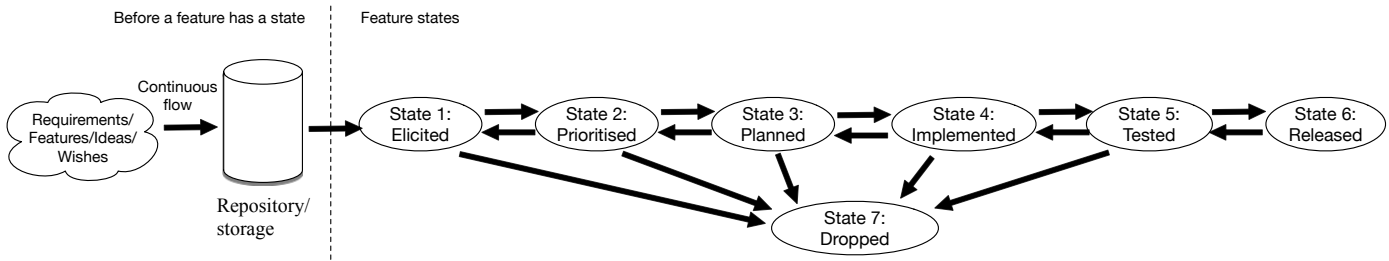 Before a feature has a state
Feature states
Continuous
flow
Requirements/
Features/Ideas/
Wishes
Repository/
storage
State 1:
Elicited
State 2:
Prioritised
State 3:
Planned
State 4:
Implemented
State 5:
Tested
State 6:
Released
State 7:
Dropped